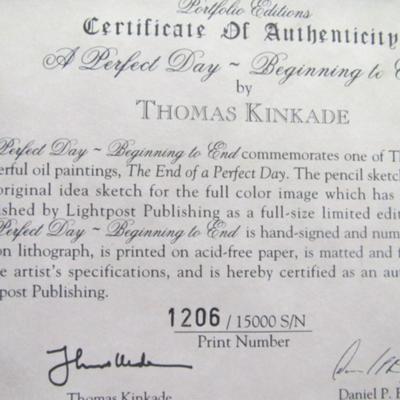 Portfolio Editions
Certificate Of Authenticity
A Perfect Day ~ Beginning to E
by
THOMAS KINKADE
Perfect Day ~ Beginning to End commemorates one of T
erful oil paintings, The End of a Perfect Day. The pencil sketc
original idea sketch for the full color image which has
shed by Lightpost Publishing as a full-size limited edit
Perfect Day ~ Beginning to End is hand-signed and num
on lithograph, is printed on acid-free paper, is matted and f
e artist's specifications, and is hereby certified as an aut
tpost Publishing.
1206 / 15000 S/N
Print Number
Thomas Kinkade
Daniel P. B